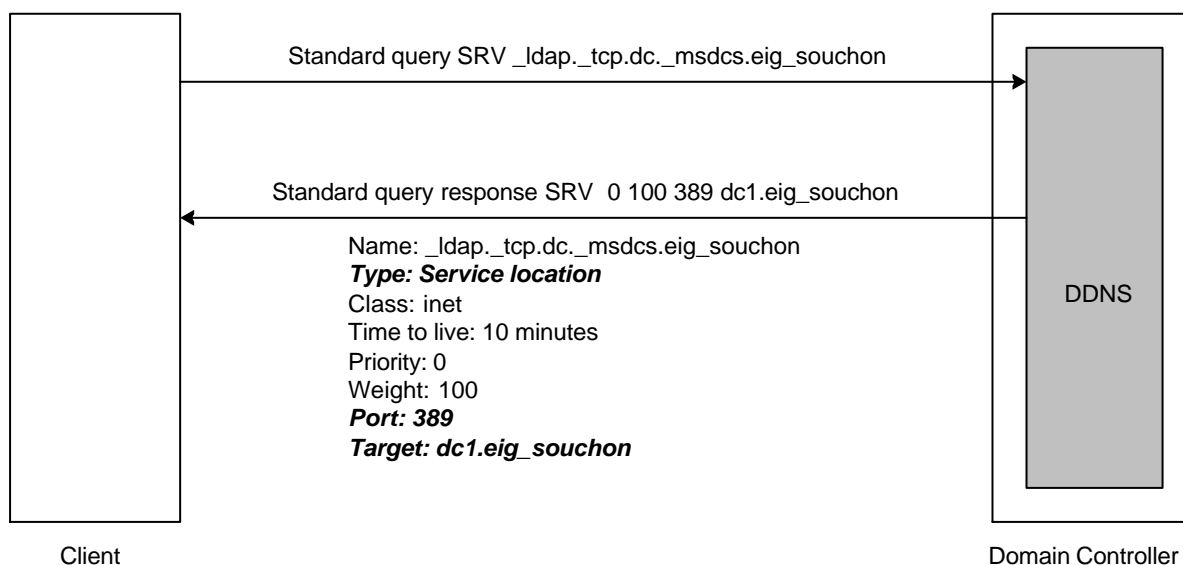 Standard query SRV _ldap._tcp.dc._msdcs.eig_souchon
Standard query response SRV  0 100 389 dc1.eig_souchon
Name: _ldap._tcp.dc._msdcs.eig_souchon
Type: Service location
Class: inet
Time to live: 10 minutes
Priority: 0
Weight: 100
Port: 389
Target: dc1.eig_souchon
DDNS
Client
Domain Controller